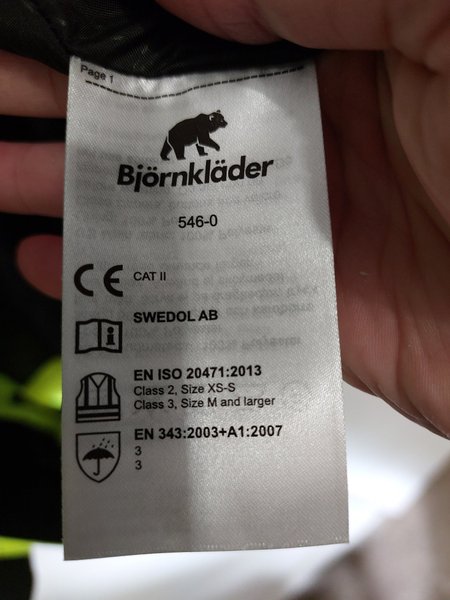 Page 1
Björnkläder
546-0
CE CAT II
SWEDOL AB
EN ISO 20471:2013
Class 2, Size XS-S
Class 3, Size M and larger
EN 343:2003+A1:2007
3
3